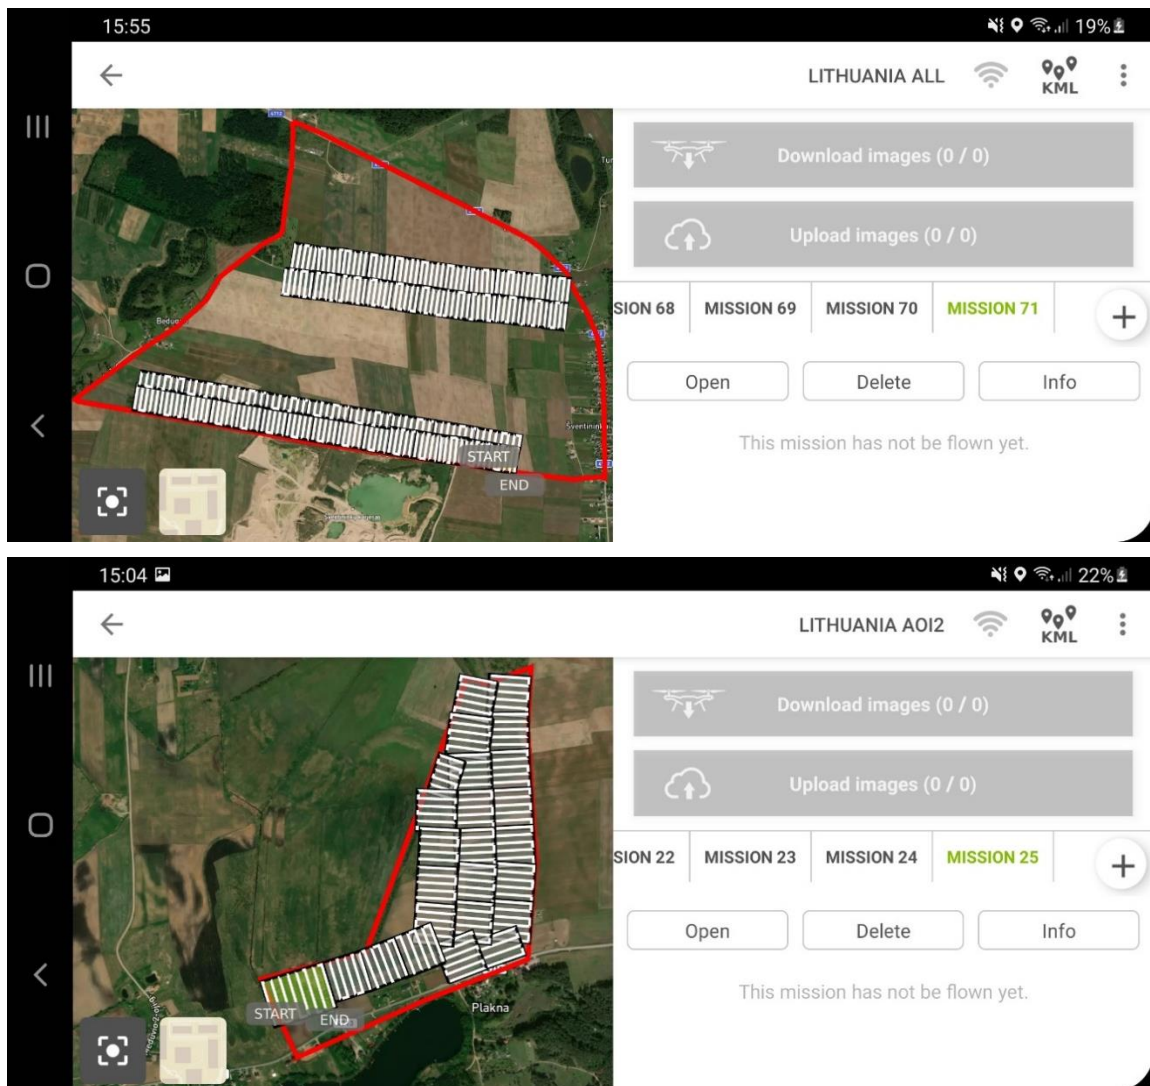 15:55
19%
LITHUANIA ALL
KML
Download images (0 / 0)
Upload images (0 / 0)
SION 68
MISSION 69
MISSION 70
MISSION 71
+
Open
Delete
Info
This mission has not be flown yet.
START
END
15:04
22%
LITHUANIA AOI2
KML
Download images (0 / 0)
Upload images (0 / 0)
SION 22
MISSION 23
MISSION 24
MISSION 25
+
Open
Delete
Info
This mission has not be flown yet.
START
END
Plakna